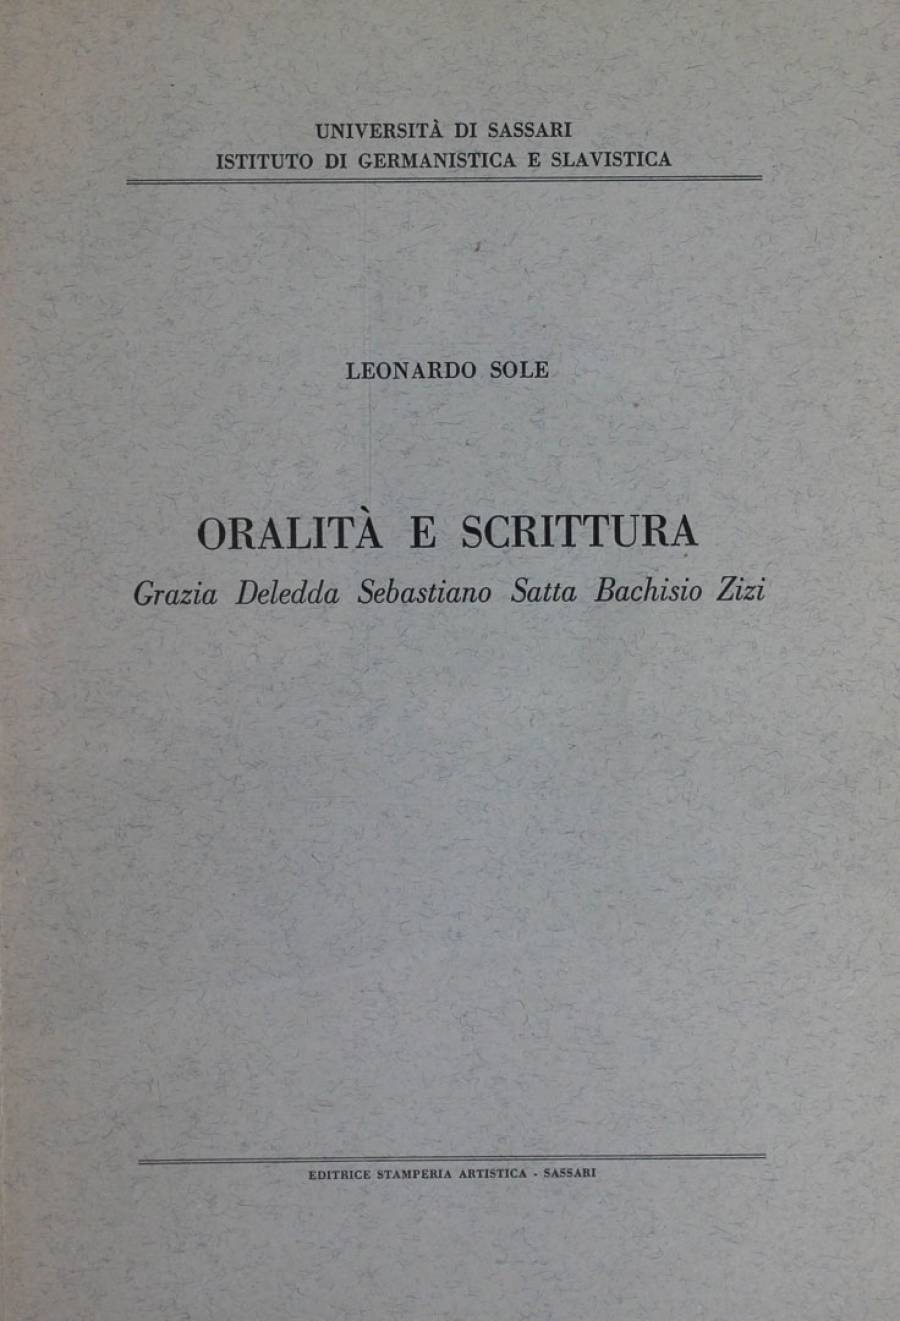 UNIVERSITÀ DI SASSARI
ISTITUTO DI GERMANISTICA E SLAVISTICA
LEONARDO SOLE
ORALITÀ E SCRITTURA
Grazia Deledda Sebastiano Satta Bachisio Zizi
EDITRICE STAMPERIA ARTISTICA - SASSARI